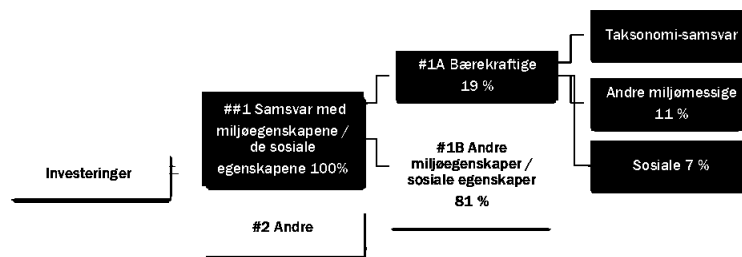 Investeringer
##1 Samsvar med
miljøegenskapene /
de sosiale
egenskapene 100%
#2 Andre
#1A Bærekraftige
19 %
#1B Andre
miljøegenskaper /
sosiale egenskaper
81 %
Taksonomi-samsvar
Andre miljømessige
11 %
Sosiale 7 %